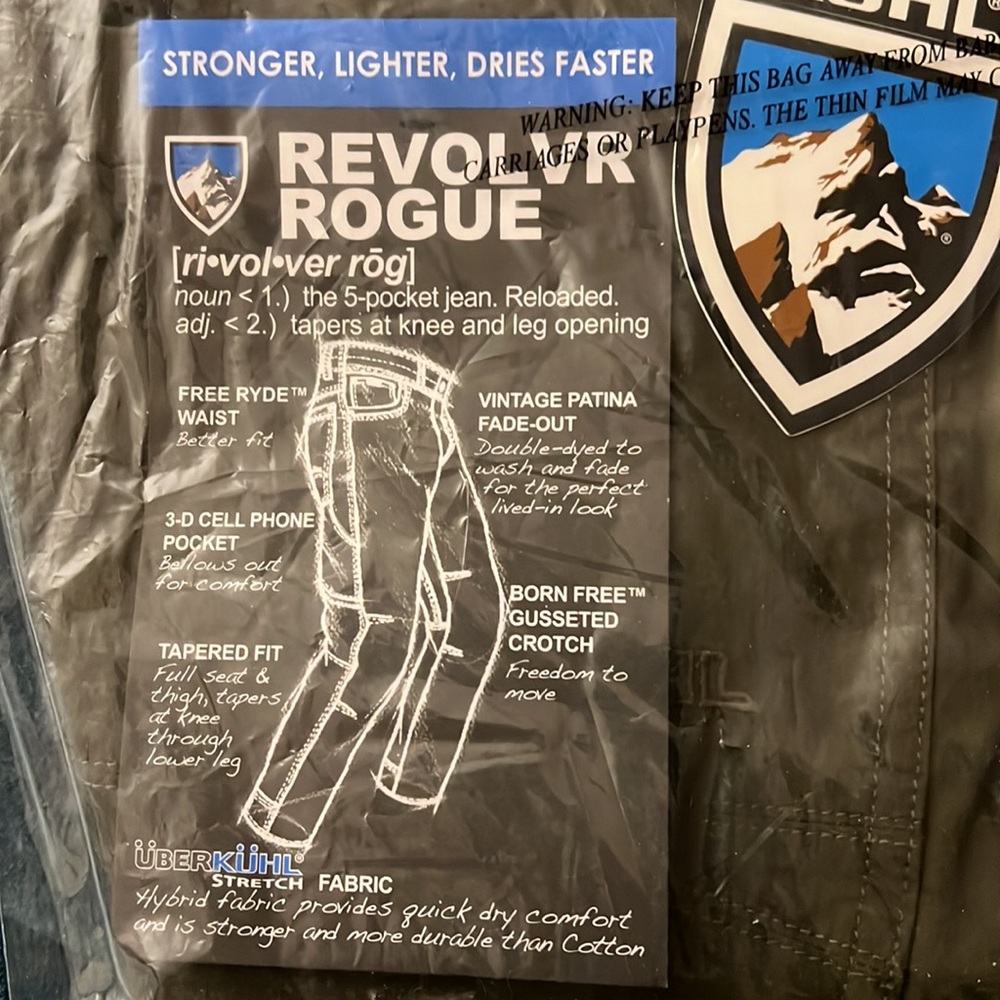 STRONGER, LIGHTER, DRIES FASTER
WARNING: KEEP THIS BAG AWAY FROM
CARRIAGES OR PLAYPENS. THE THIN FILM MAY
REVOLVR
ROGUE
[ri•vol•ver rōg]
noun < 1.) the 5-pocket jean. Reloaded.
adj. < 2.) tapers at knee and leg opening
FREE RYDE™
WAIST
Better fit
3-D CELL PHONE
POCKET
Bellows out
for comfort
TAPERED FIT
Full seat &
thigh, tapers
at knee
through
lower leg
VINTAGE PATINA
FADE-OUT
Double-dyed to
wash and fade
for the perfect
lived-in look
BORN FREE™
GUSSETED
CROTCH
Freedom to
move
ÜBERKÜHL®
STRETCH FABRIC
Hybrid fabric provides quick dry comfort
and is stronger and more durable than Cotton
®